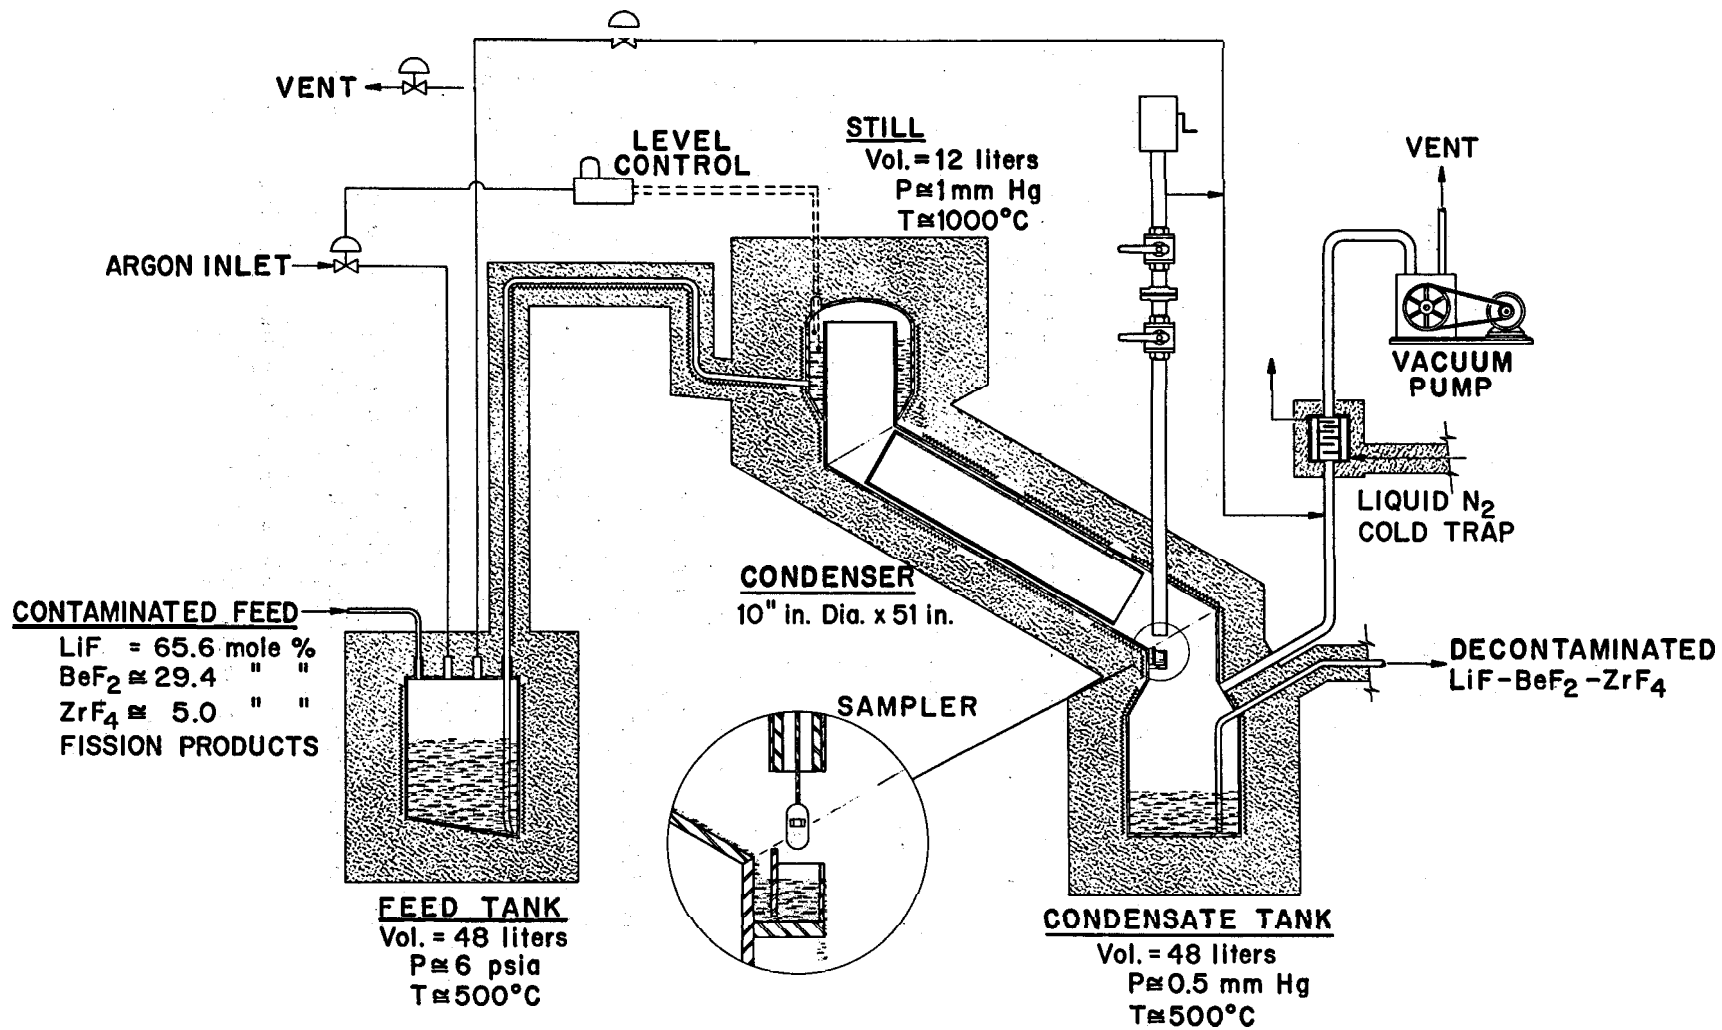 VENT
LEVEL
CONTROL
STILL
Vol. = 12 liters
P≅1mm Hg
T≅1000°C
VENT
ARGON INLET
VACUUM
PUMP
LIQUID N₂
COLD TRAP
CONDENSER
10" in. Dia. x 51 in.
CONTAMINATED FEED
LiF = 65.6 mole %
BeF₂ ≅ 29.4 " "
ZrF₄ ≅ 5.0 " "
FISSION PRODUCTS
DECONTAMINATED
LiF-BeF₂-ZrF₄
SAMPLER
FEED TANK
Vol. = 48 liters
P≅6 psia
T≅500°C
CONDENSATE TANK
Vol. = 48 liters
P≅0.5 mm Hg
T≅500°C